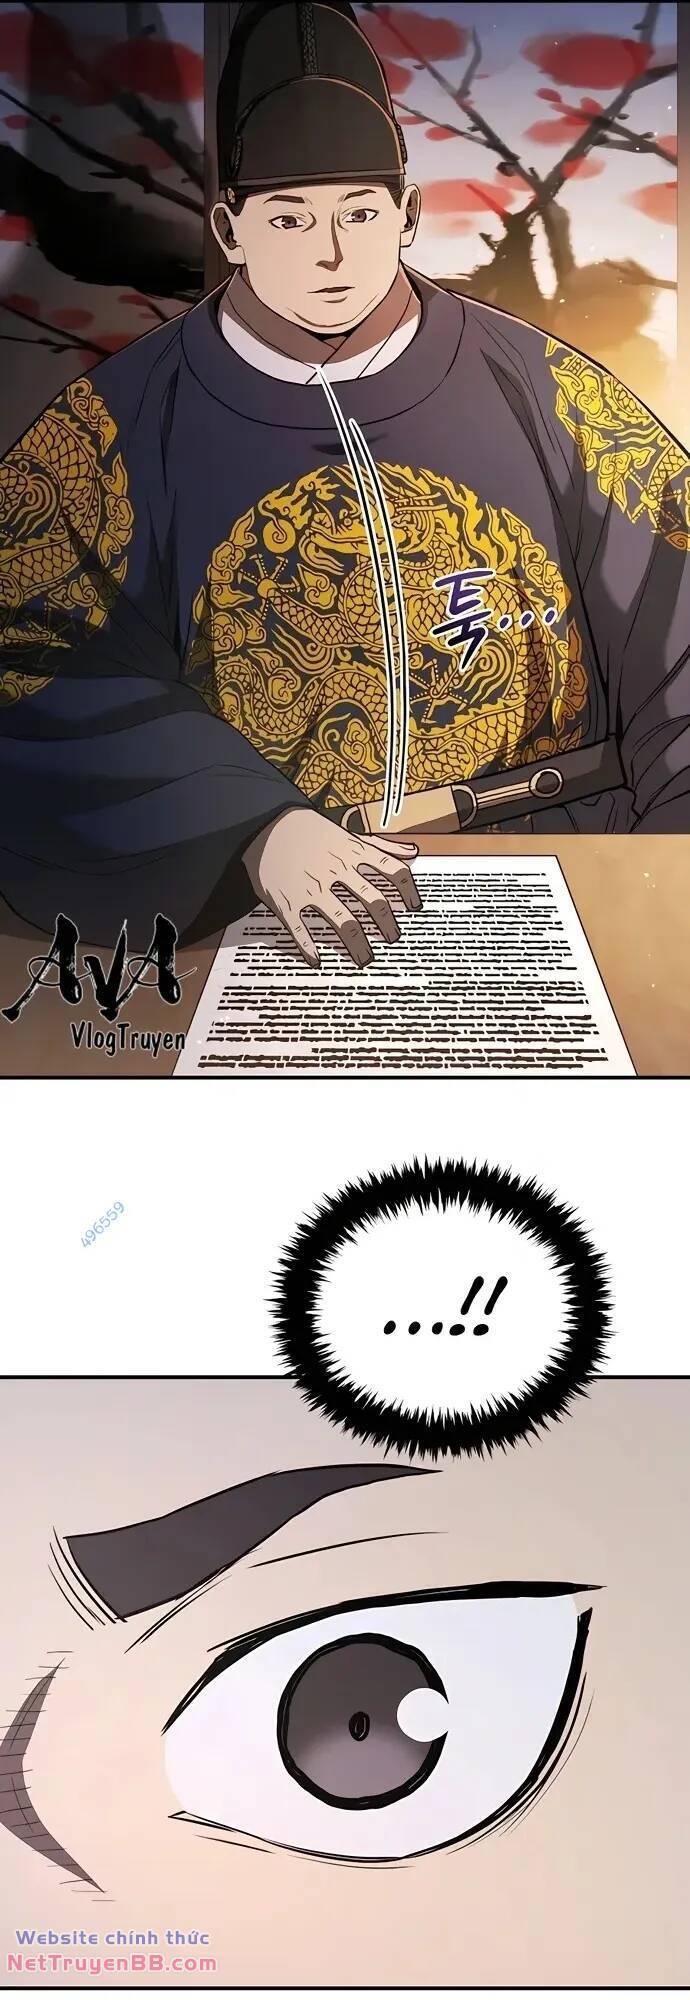 툭...
AVA
VlogTruyen
496559
...!!
Website chính thức
NetTruyenBB.com